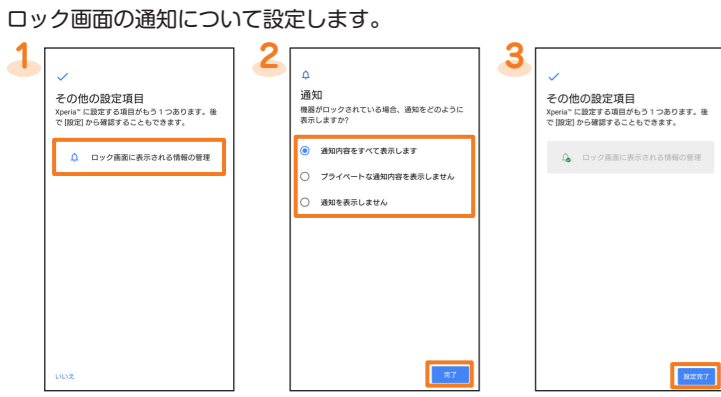 ロック画面の通知について設定します。
1
その他の設定項目
Xperia™ に設定する項目がもう 1 つあります。後
で [設定] から確認することもできます。
ロック画面に表示される情報の管理
いいえ
2
通知
機器がロックされている場合、通知をどのように
表示しますか?
通知内容をすべて表示します
プライベートな通知内容を表示しません
通知を表示しません
完了
3
その他の設定項目
Xperia™ に設定する項目がもう 1 つあります。後
で [設定] から確認することもできます。
ロック画面に表示される情報の管理
設定完了